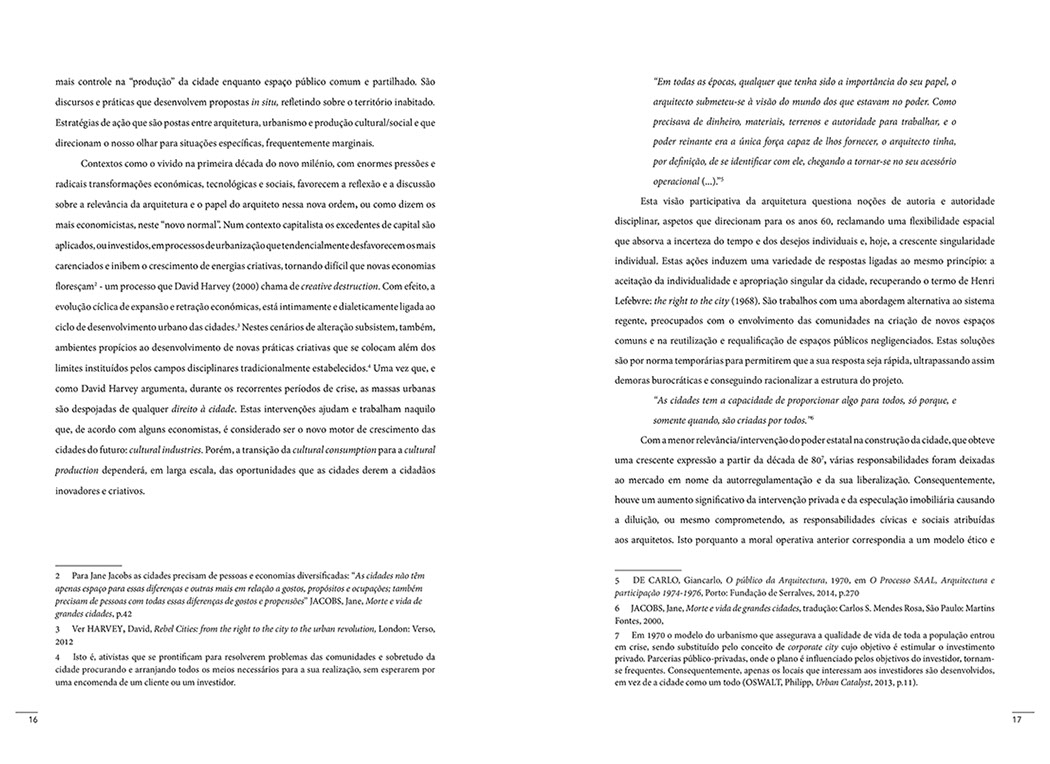 mais controle na “produção” da cidade enquanto espaço público comum e partilhado. São
discursos e práticas que desenvolvem propostas in situ, refletindo sobre o território inabitado.
Estratégias de ação que são postas entre arquitetura, urbanismo e produção cultural/social e que
direcionam o nosso olhar para situações específicas, frequentemente marginais.
Contextos como o vivido na primeira década do novo milénio, com enormes pressões e
radicais transformações económicas, tecnológicas e sociais, favorecem a reflexão e a discussão
sobre a relevância da arquitetura e o papel do arquiteto nessa nova ordem, ou como dizem os
mais economicistas, neste “novo normal”. Num contexto capitalista os excedentes de capital são
aplicados, ou investidos, em processos de urbanização que tendencialmente desfavorecem os mais
carenciados e inibem o crescimento de energias criativas, tornando difícil que novas economias
floresçam² - um processo que David Harvey (2000) chama de creative destruction. Com efeito, a
evolução cíclica de expansão e retração económicas, está intimamente e dialeticamente ligada ao
ciclo de desenvolvimento urbano das cidades.³ Nestes cenários de alteração subsistem, também,
ambientes propícios ao desenvolvimento de novas práticas criativas que se colocam além dos
limites instituídos pelos campos disciplinares tradicionalmente estabelecidos.⁴ Uma vez que, e
como David Harvey argumenta, durante os recorrentes períodos de crise, as massas urbanas
são despojadas de qualquer direito à cidade. Estas intervenções ajudam e trabalham naquilo
que, de acordo com alguns economistas, é considerado ser o novo motor de crescimento das
cidades do futuro: cultural industries. Porém, a transição da cultural consumption para a cultural
production dependerá, em larga escala, das oportunidades que as cidades derem a cidadãos
inovadores e criativos.
2 Para Jane Jacobs as cidades precisam de pessoas e economias diversificadas: “As cidades não têm
apenas espaço para essas diferenças e outras mais em relação a gostos, propósitos e ocupações; também
precisam de pessoas com todas essas diferenças de gostos e propensões” JACOBS, Jane, Morte e vida de
grandes cidades, p.42
3 Ver HARVEY, David, Rebel Cities: from the right to the city to the urban revolution, London: Verso,
2012
4 Isto é, ativistas que se prontificam para resolverem problemas das comunidades e sobretudo da
cidade procurando e arranjando todos os meios necessários para a sua realização, sem esperarem por
uma encomenda de um cliente ou um investidor.
16
“Em todas as épocas, qualquer que tenha sido a importância do seu papel, o
arquitecto submeteu-se à visão do mundo dos que estavam no poder. Como
precisava de dinheiro, materiais, terrenos e autoridade para trabalhar, e o
poder reinante era a única força capaz de lhos fornecer, o arquitecto tinha,
por definição, de se identificar com ele, chegando a tornar-se no seu acessório
operacional (...).”⁵
Esta visão participativa da arquitetura questiona noções de autoria e autoridade
disciplinar, aspetos que direcionam para os anos 60, reclamando uma flexibilidade espacial
que absorva a incerteza do tempo e dos desejos individuais e, hoje, a crescente singularidade
individual. Estas ações induzem uma variedade de respostas ligadas ao mesmo princípio: a
aceitação da individualidade e apropriação singular da cidade, recuperando o termo de Henri
Lefebvre: the right to the city (1968). São trabalhos com uma abordagem alternativa ao sistema
regente, preocupados com o envolvimento das comunidades na criação de novos espaços
comuns e na reutilização e requalificação de espaços públicos negligenciados. Estas soluções
são por norma temporárias para permitirem que a sua resposta seja rápida, ultrapassando assim
demoras burocráticas e conseguindo racionalizar a estrutura do projeto.
“As cidades tem a capacidade de proporcionar algo para todos, só porque, e
somente quando, são criadas por todos.”⁶
Com a menor relevância/intervenção do poder estatal na construção da cidade, que obteve
uma crescente expressão a partir da década de 80⁷, várias responsabilidades foram deixadas
ao mercado em nome da autorregulamentação e da sua liberalização. Consequentemente,
houve um aumento significativo da intervenção privada e da especulação imobiliária causando
a diluição, ou mesmo comprometendo, as responsabilidades cívicas e sociais atribuídas
aos arquitetos. Isto porquanto a moral operativa anterior correspondia a um modelo ético e
5 DE CARLO, Giancarlo, O público da Arquitectura, 1970, em O Processo SAAL, Arquitectura e
participação 1974-1976, Porto: Fundação de Serralves, 2014, p.270
6 JACOBS, Jane, Morte e vida de grandes cidades, tradução: Carlos S. Mendes Rosa, São Paulo: Martins
Fontes, 2000,
7 Em 1970 o modelo do urbanismo que assegurava a qualidade de vida de toda a população entrou
em crise, sendo substituído pelo conceito de corporate city cujo objetivo é estimular o investimento
privado. Parcerias público-privadas, onde o plano é influenciado pelos objetivos do investidor, tornam-
se frequentes. Consequentemente, apenas os locais que interessam aos investidores são desenvolvidos,
em vez de a cidade como um todo (OSWALT, Philipp, Urban Catalyst, 2013, p.11).
17